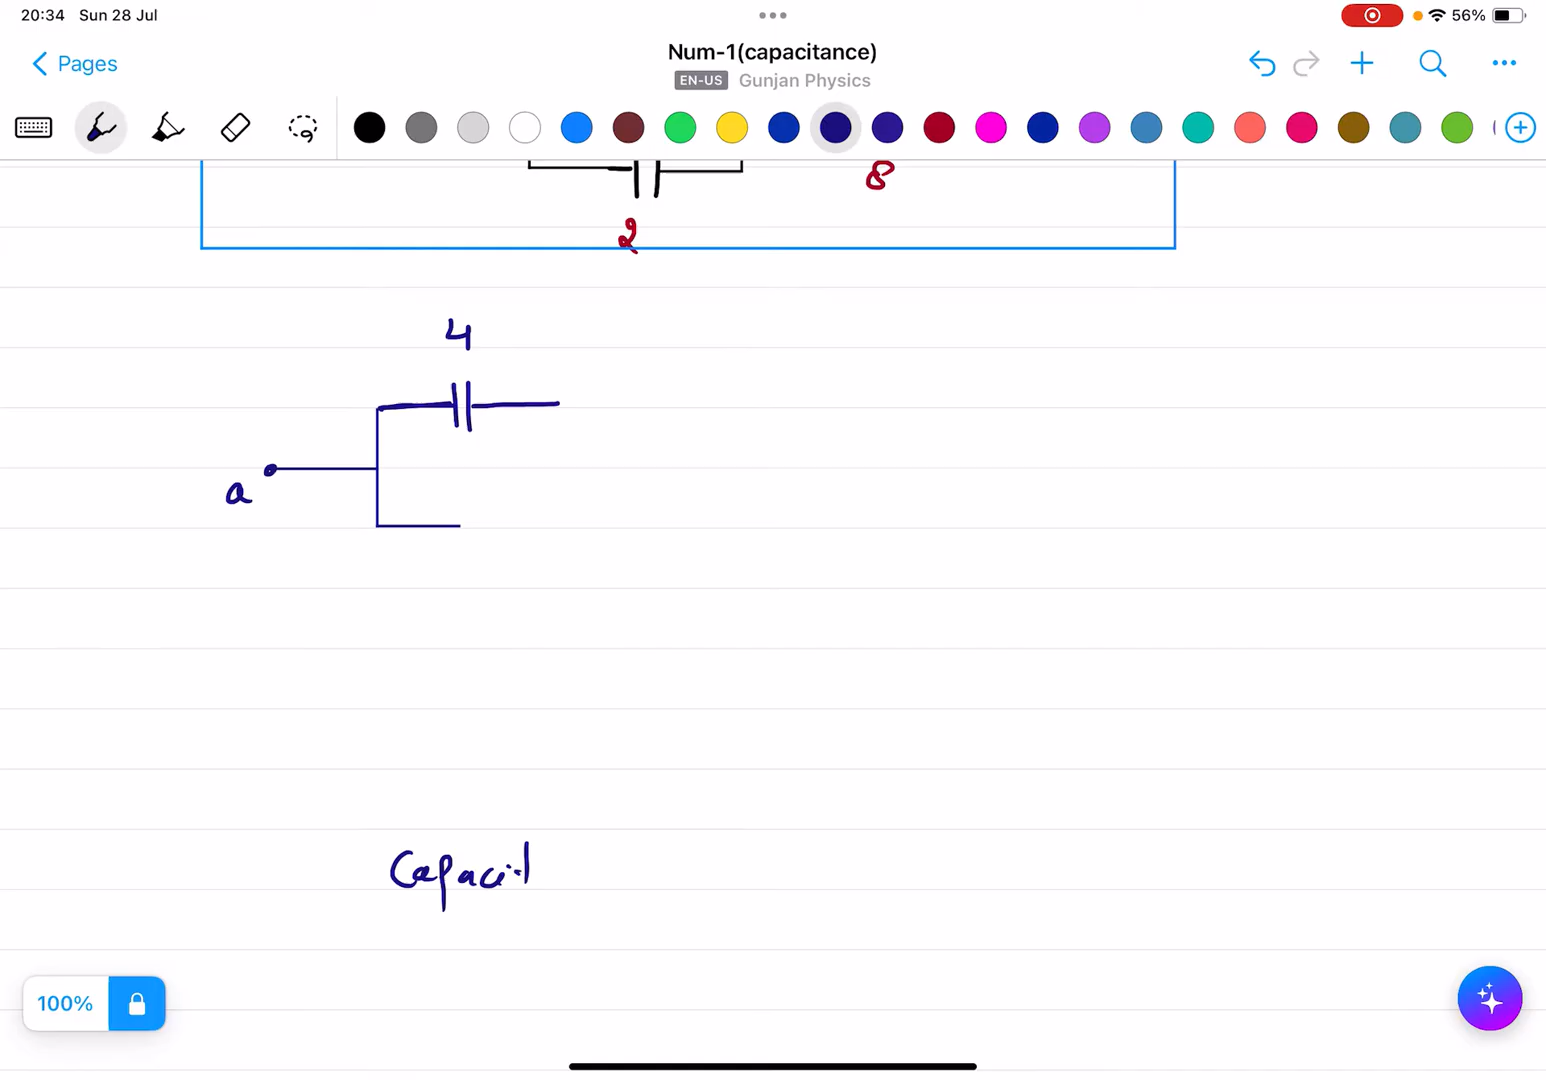 20:34 Sun 28 Jul
56%
Pages
Num-1(capacitance)
EN-US Gunjan Physics
8
2
4
a
Capacit
100%